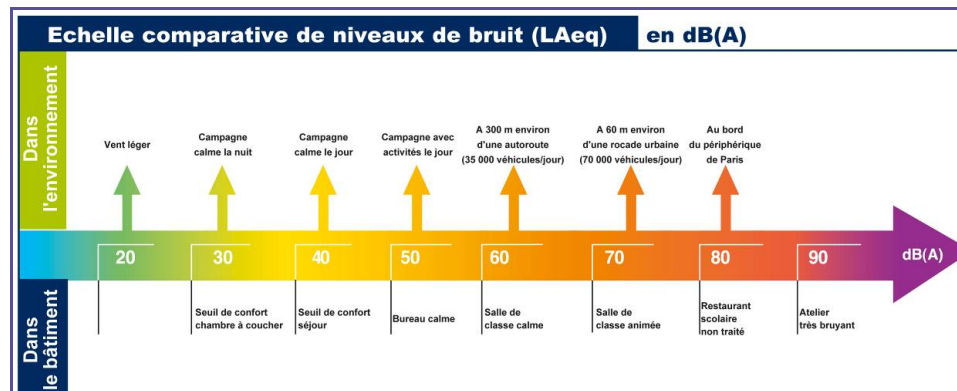 Echelle comparative de niveaux de bruit (LAeq) en dB(A)
Dans
l'environnement
Vent léger
Campagne
calme la nuit
Campagne
calme le jour
Campagne avec
activités le jour
A 300 m environ
d'une autoroute
(35 000 véhicules/jour)
A 60 m environ
d'une rocade urbaine
(70 000 véhicules/jour)
Au bord
du périphérique
de Paris
20 30 40 50 60 70 80 90 dB(A)
Dans
le bâtiment
Seuil de confort
chambre à coucher
Seuil de confort
séjour
Bureau calme
Salle de
classe calme
Salle de
classe animée
Restaurant
scolaire
non traité
Atelier
très bruyant